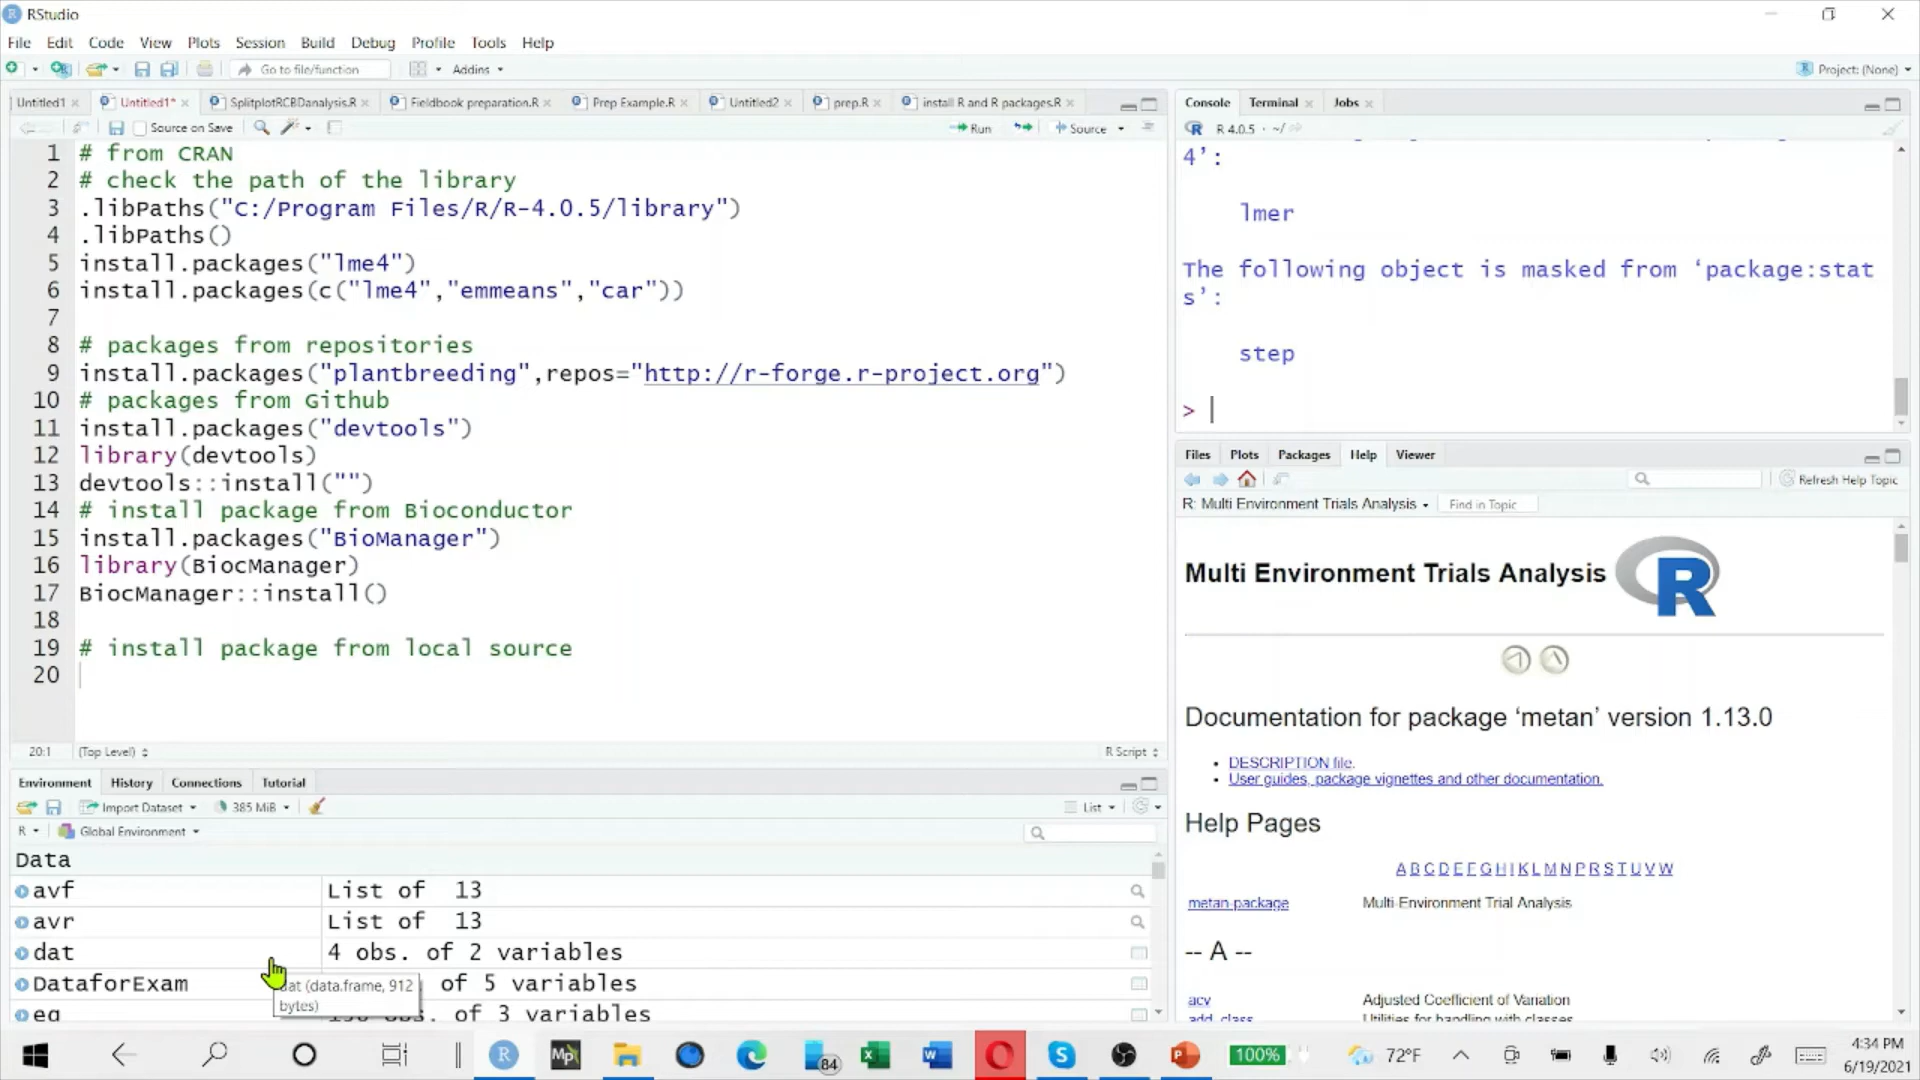 RStudio
File Edit Code View Plots Session Build Debug Profile Tools Help
Go to file/function Addins Project: (None)
Untitled1 Untitled1* SplitplotRCBDanalysis.R Fieldbook preparation.R Prep Example.R Untitled2 prep.R install R and R packages.R
Source on Save Run Source
1 # from CRAN
2 # check the path of the library
3 .libPaths("C:/Program Files/R/R-4.0.5/library")
4 .libPaths()
5 install.packages("lme4")
6 install.packages(c("lme4","emmeans","car"))
7
8 # packages from repositories
9 install.packages("plantbreeding",repos="http://r-forge.r-project.org")
10 # packages from Github
11 install.packages("devtools")
12 library(devtools)
13 devtools::install("")
14 # install package from Bioconductor
15 install.packages("BioManager")
16 library(BiocManager)
17 BiocManager::install()
18
19 # install package from local source
20
20:1 (Top Level) R Script
Environment History Connections Tutorial
Import Dataset 385 MiB List
R Global Environment
Data
avf List of 13
avr List of 13
dat 4 obs. of 2 variables
DataforExam of 5 variables
dat (data.frame, 912
bytes)
obs. of 3 variables
Console Terminal Jobs
R 4.0.5 · ~/
4’:
lmer
The following object is masked from ‘package:stat
s’:
step
>
Files Plots Packages Help Viewer
Refresh Help Topic
R: Multi Environment Trials Analysis Find in Topic
Multi Environment Trials Analysis R
Documentation for package ‘metan’ version 1.13.0
DESCRIPTION file.
User guides, package vignettes and other documentation.
Help Pages
A B C D E F G H I K L M N P R S T U V W
metan-package Multi-Environment Trial Analysis
-- A --
acv Adjusted Coefficient of Variation
add_class Utilities for handling with classes
R Mp 84 100% 72°F 4:34 PM
6/19/2021